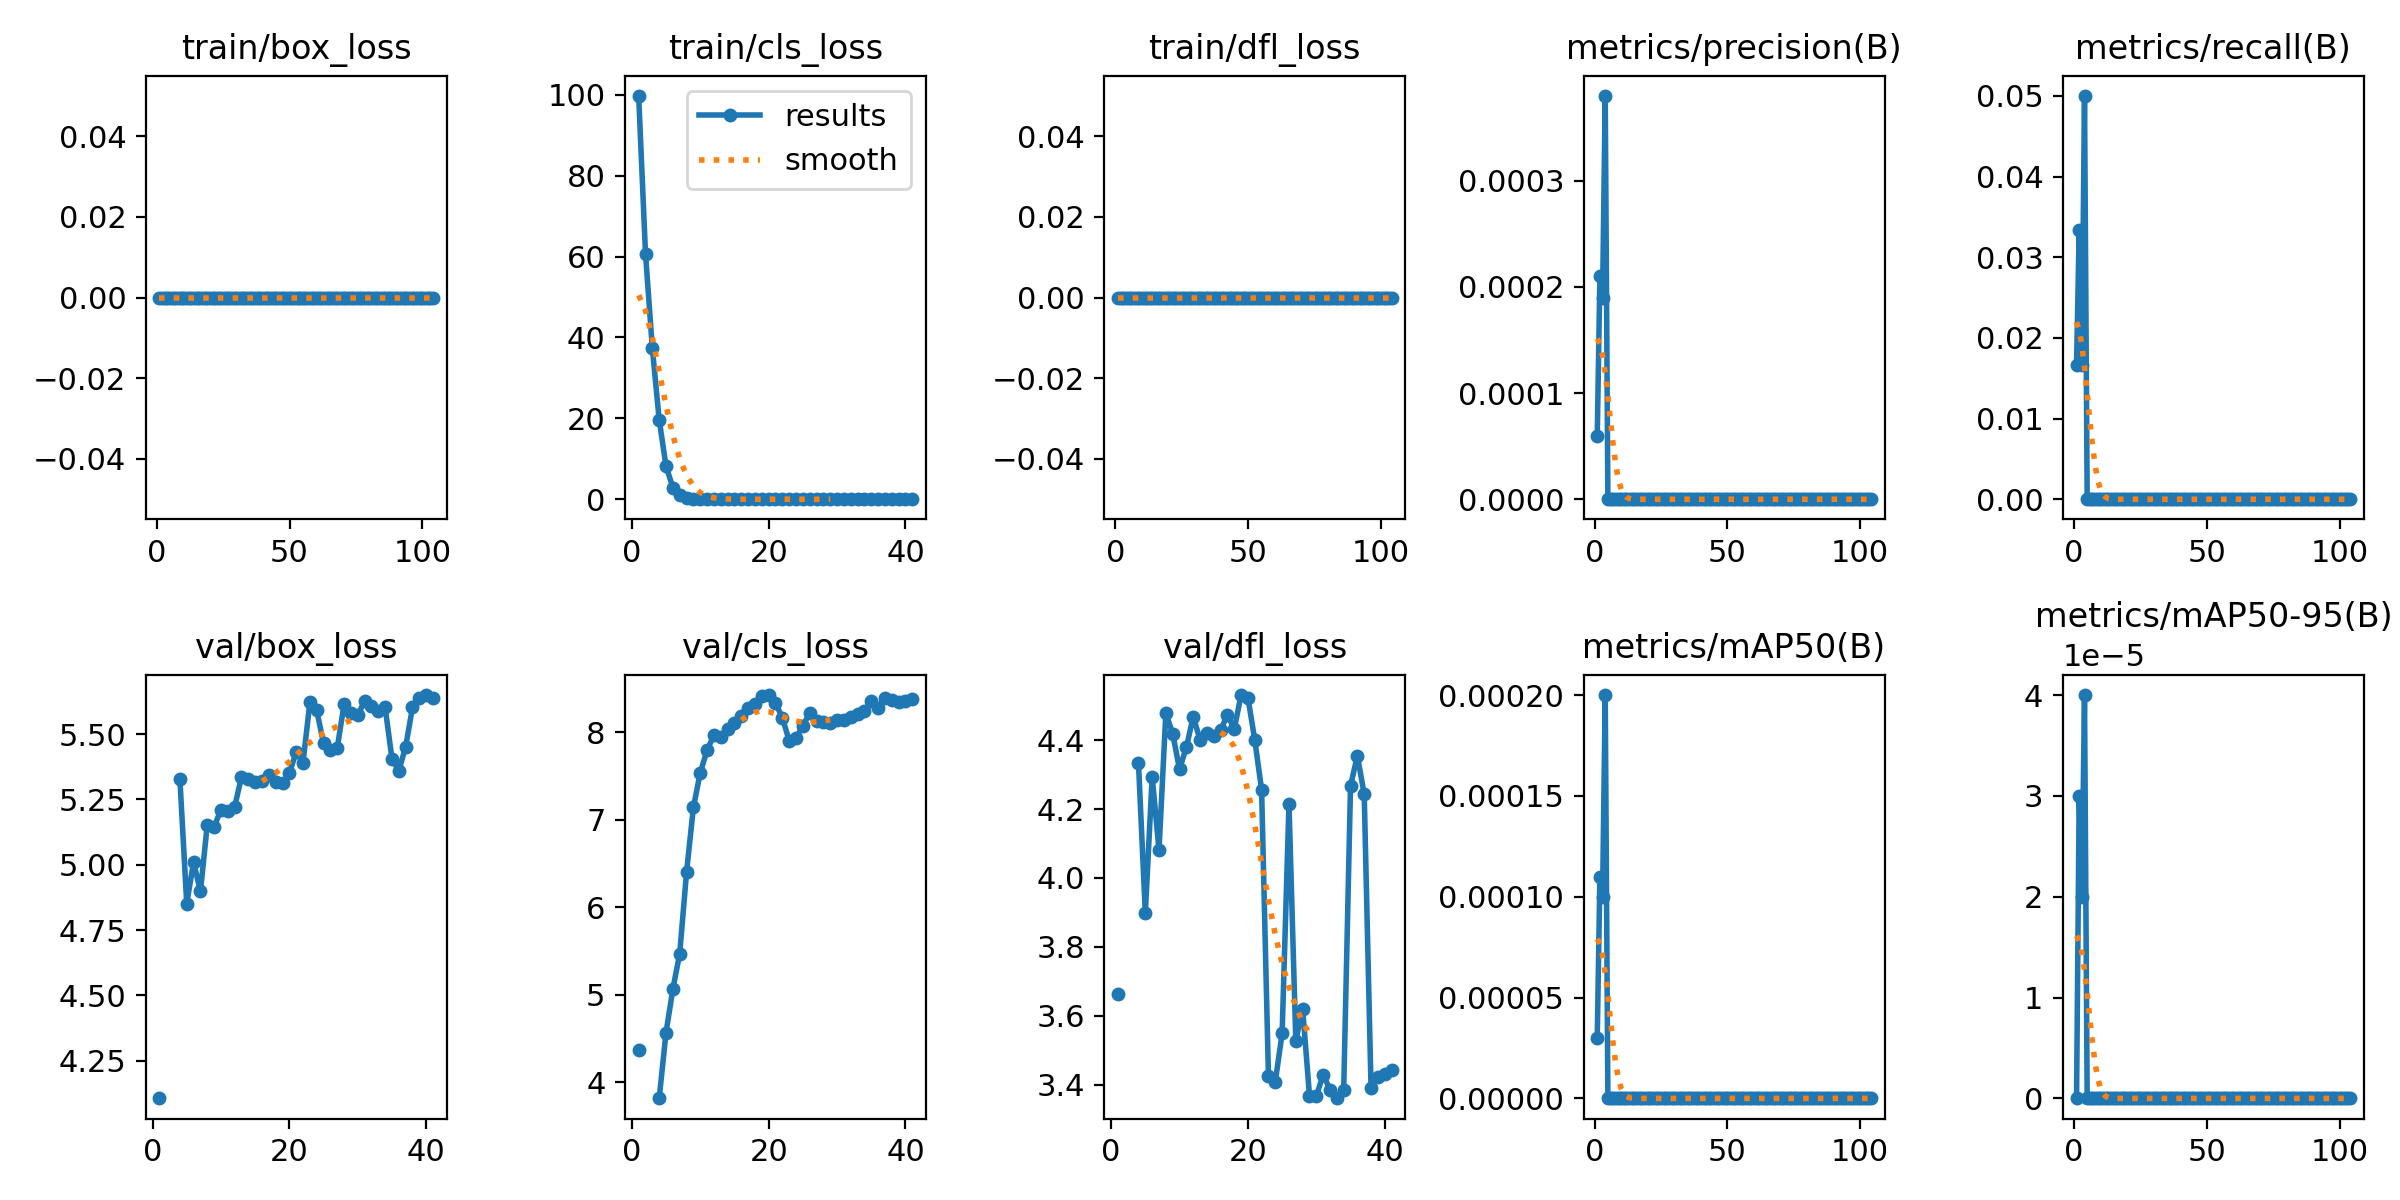 train/box_loss
0.04
0.02
0.00
−0.02
−0.04
0 50 100
train/cls_loss
100
80
60
40
20
0
0 20 40
results
smooth
train/dfl_loss
0.04
0.02
0.00
−0.02
−0.04
0 50 100
metrics/precision(B)
0.0003
0.0002
0.0001
0.0000
0 50 100
metrics/recall(B)
0.05
0.04
0.03
0.02
0.01
0.00
0 50 100
val/box_loss
5.50
5.25
5.00
4.75
4.50
4.25
0 20 40
val/cls_loss
8
7
6
5
4
0 20 40
val/dfl_loss
4.4
4.2
4.0
3.8
3.6
3.4
0 20 40
metrics/mAP50(B)
0.00020
0.00015
0.00010
0.00005
0.00000
0 50 100
metrics/mAP50-95(B)
1e−5
4
3
2
1
0
0 50 100